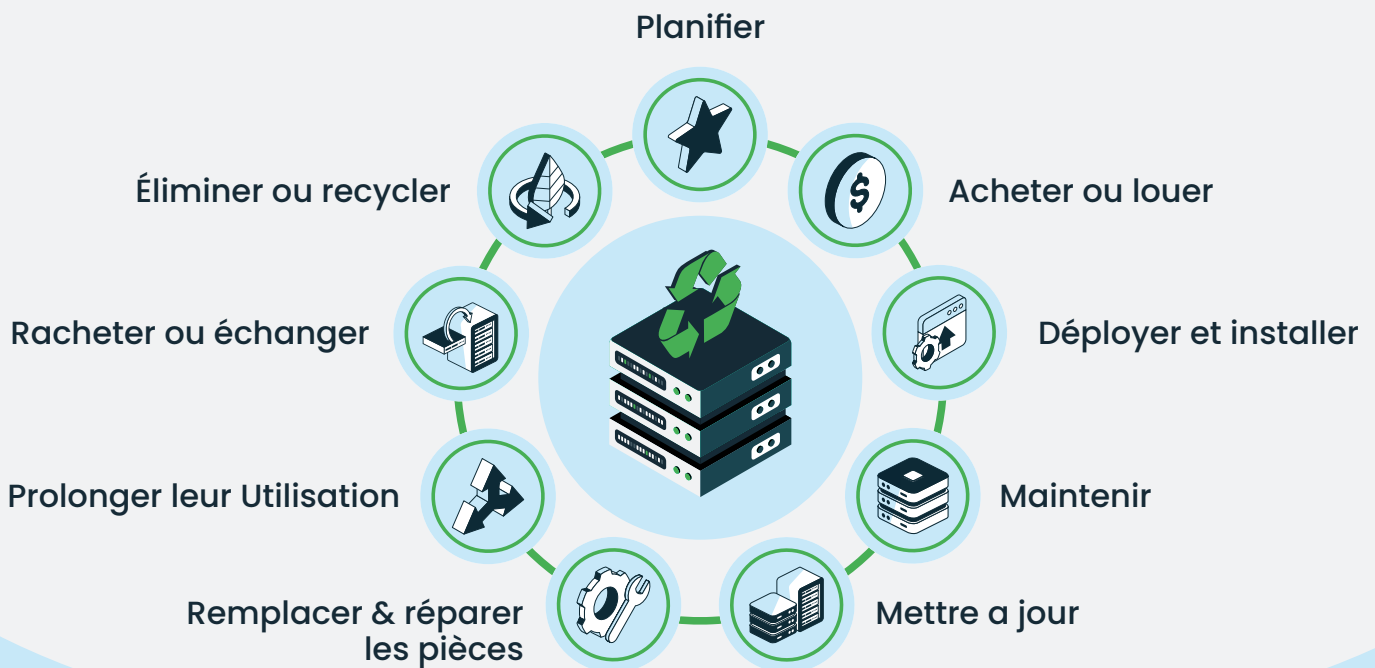 Planifier
Acheter ou louer
Déployer et installer
Maintenir
Mettre a jour
Remplacer & réparer
les pièces
Prolonger leur Utilisation
Racheter ou échanger
Éliminer ou recycler
$